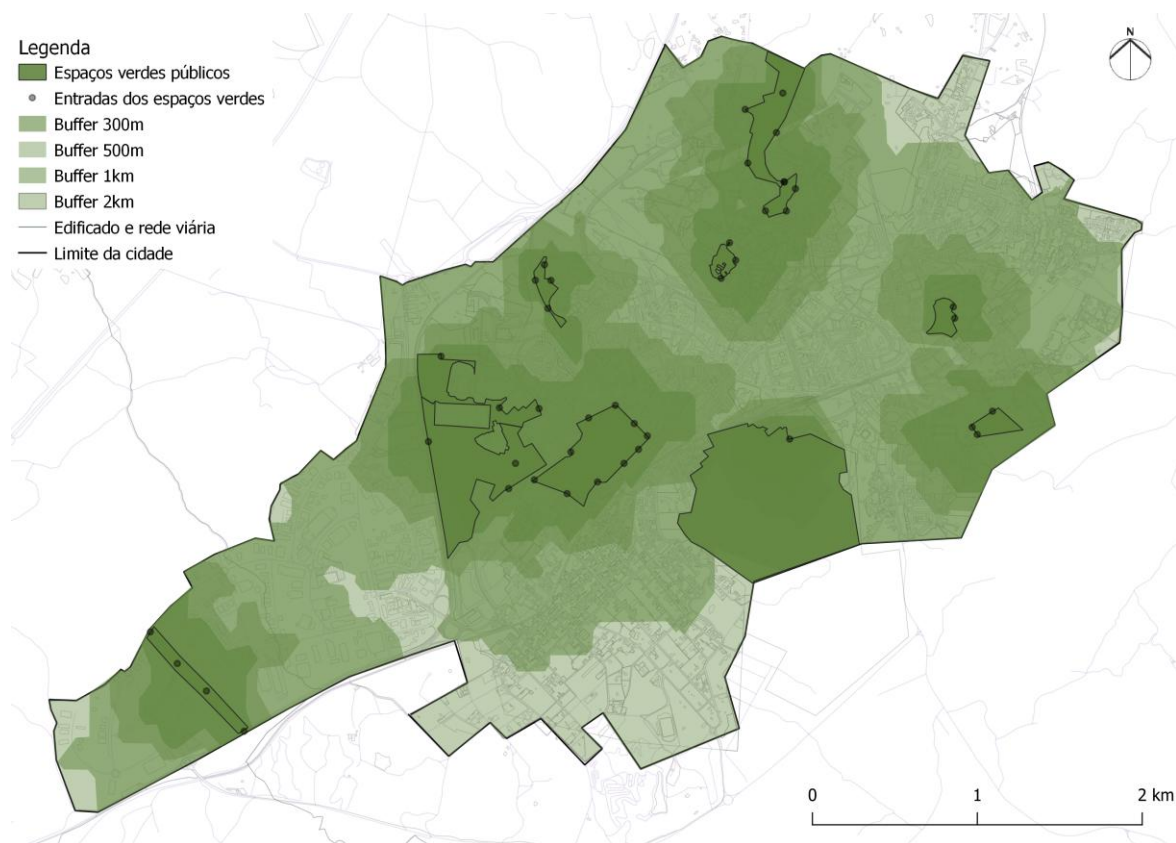 Legenda
Espaços verdes públicos
Entradas dos espaços verdes
Buffer 300m
Buffer 500m
Buffer 1km
Buffer 2km
Edificado e rede viária
Limite da cidade
N
0 1 2 km